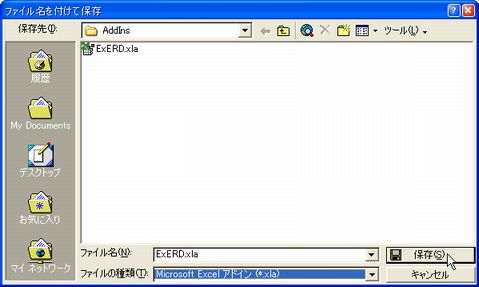 ファイル名を付けて保存
保存先(I): AddIns ツール(L)
ExERD.xla
履歴
My Documents
デスクトップ
お気に入り
マイ ネットワーク
ファイル名(N): ExERD.xla 保存(S)
ファイルの種類(T): Microsoft Excel アドイン (*.xla) キャンセル